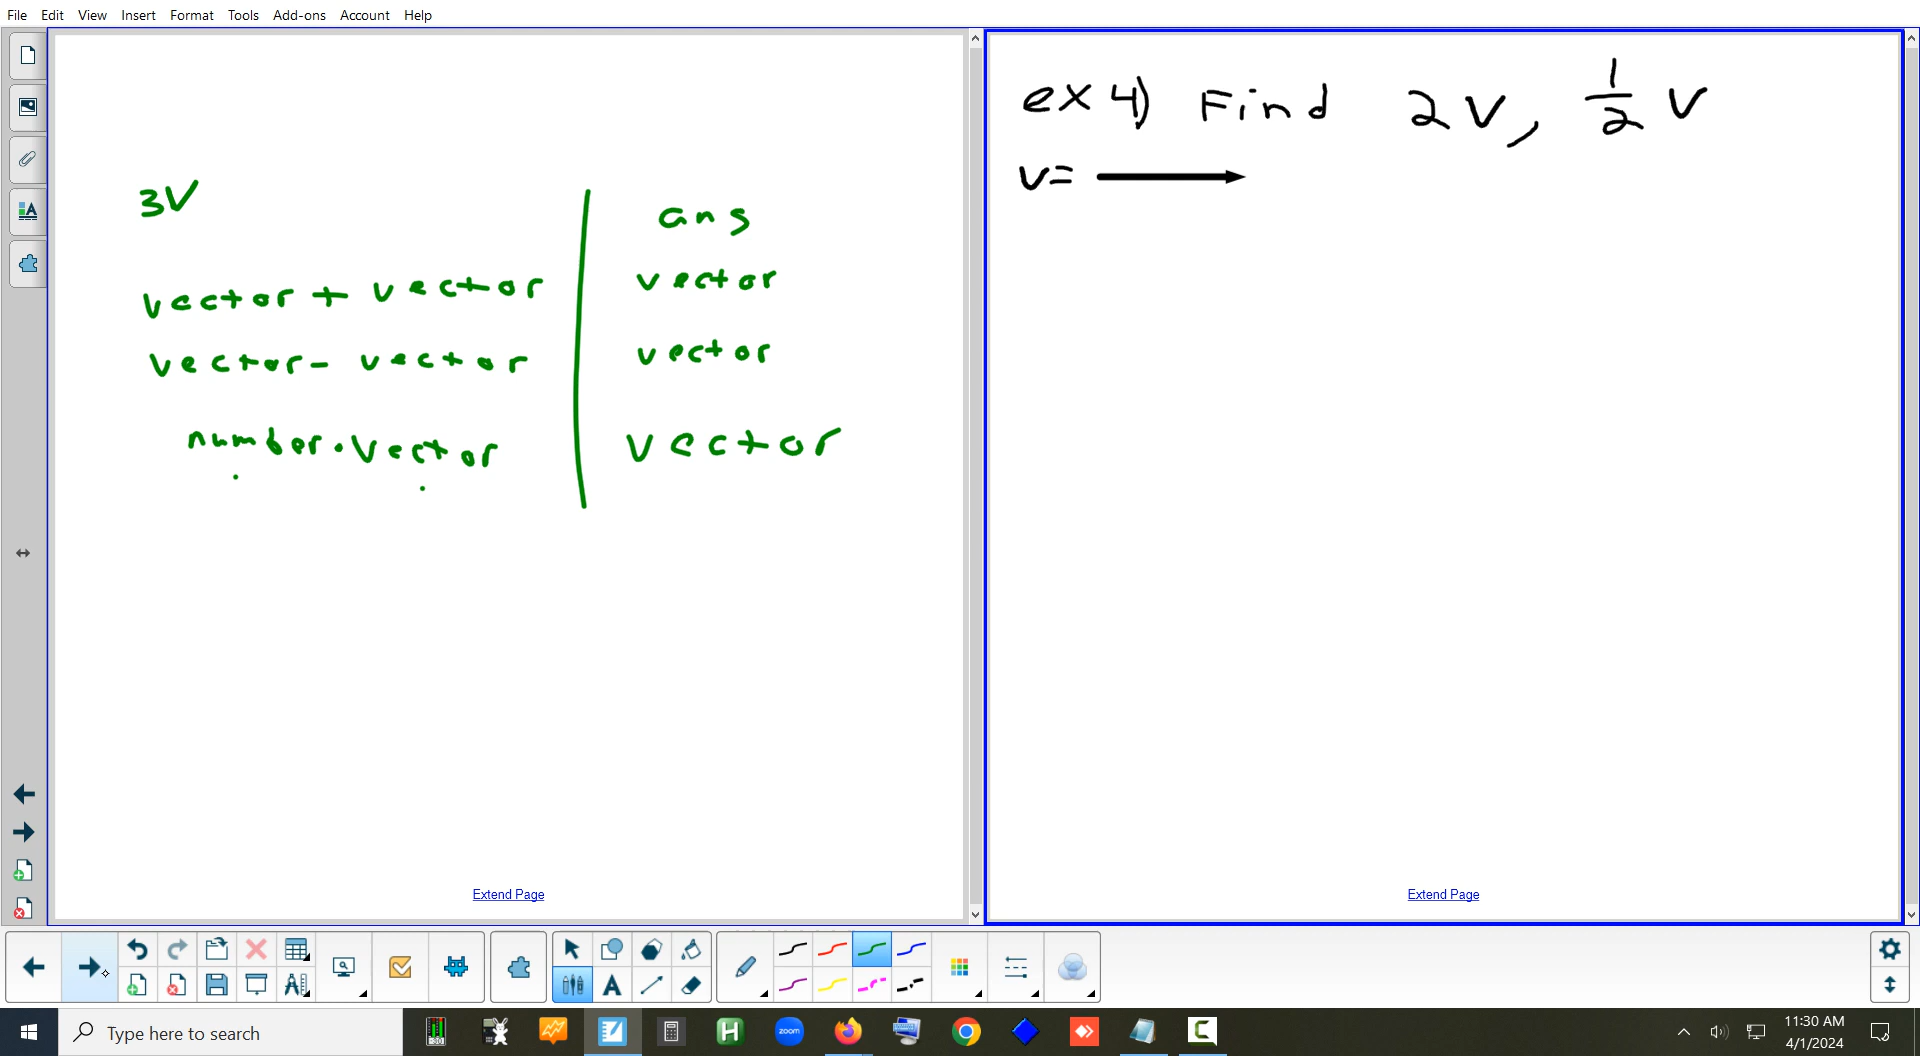 File Edit View Insert Format Tools Add-ons Account Help
3V
ans
vector + vector
vector
vector - vector
vector
number • vector
vector
Extend Page
ex 4) Find 2V, 1/2 V
V=
Extend Page
Type here to search
H
zoom
C
11:30 AM
4/1/2024